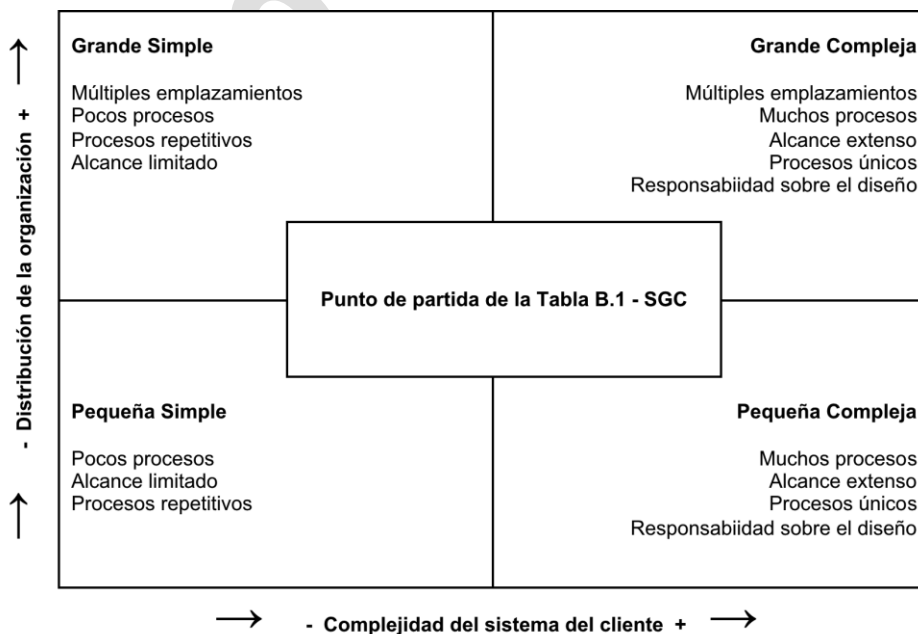 Grande Simple
Múltiples emplazamientos
Pocos procesos
Procesos repetitivos
Alcance limitado
Grande Compleja
Múltiples emplazamientos
Muchos procesos
Alcance extenso
Procesos únicos
Responsabiidad sobre el diseño
- Distribución de la organización +
Punto de partida de la Tabla B.1 - SGC
Pequeña Simple
Pocos procesos
Alcance limitado
Procesos repetitivos
Pequeña Compleja
Muchos procesos
Alcance extenso
Procesos únicos
Responsabiidad sobre el diseño
- Complejidad del sistema del cliente +